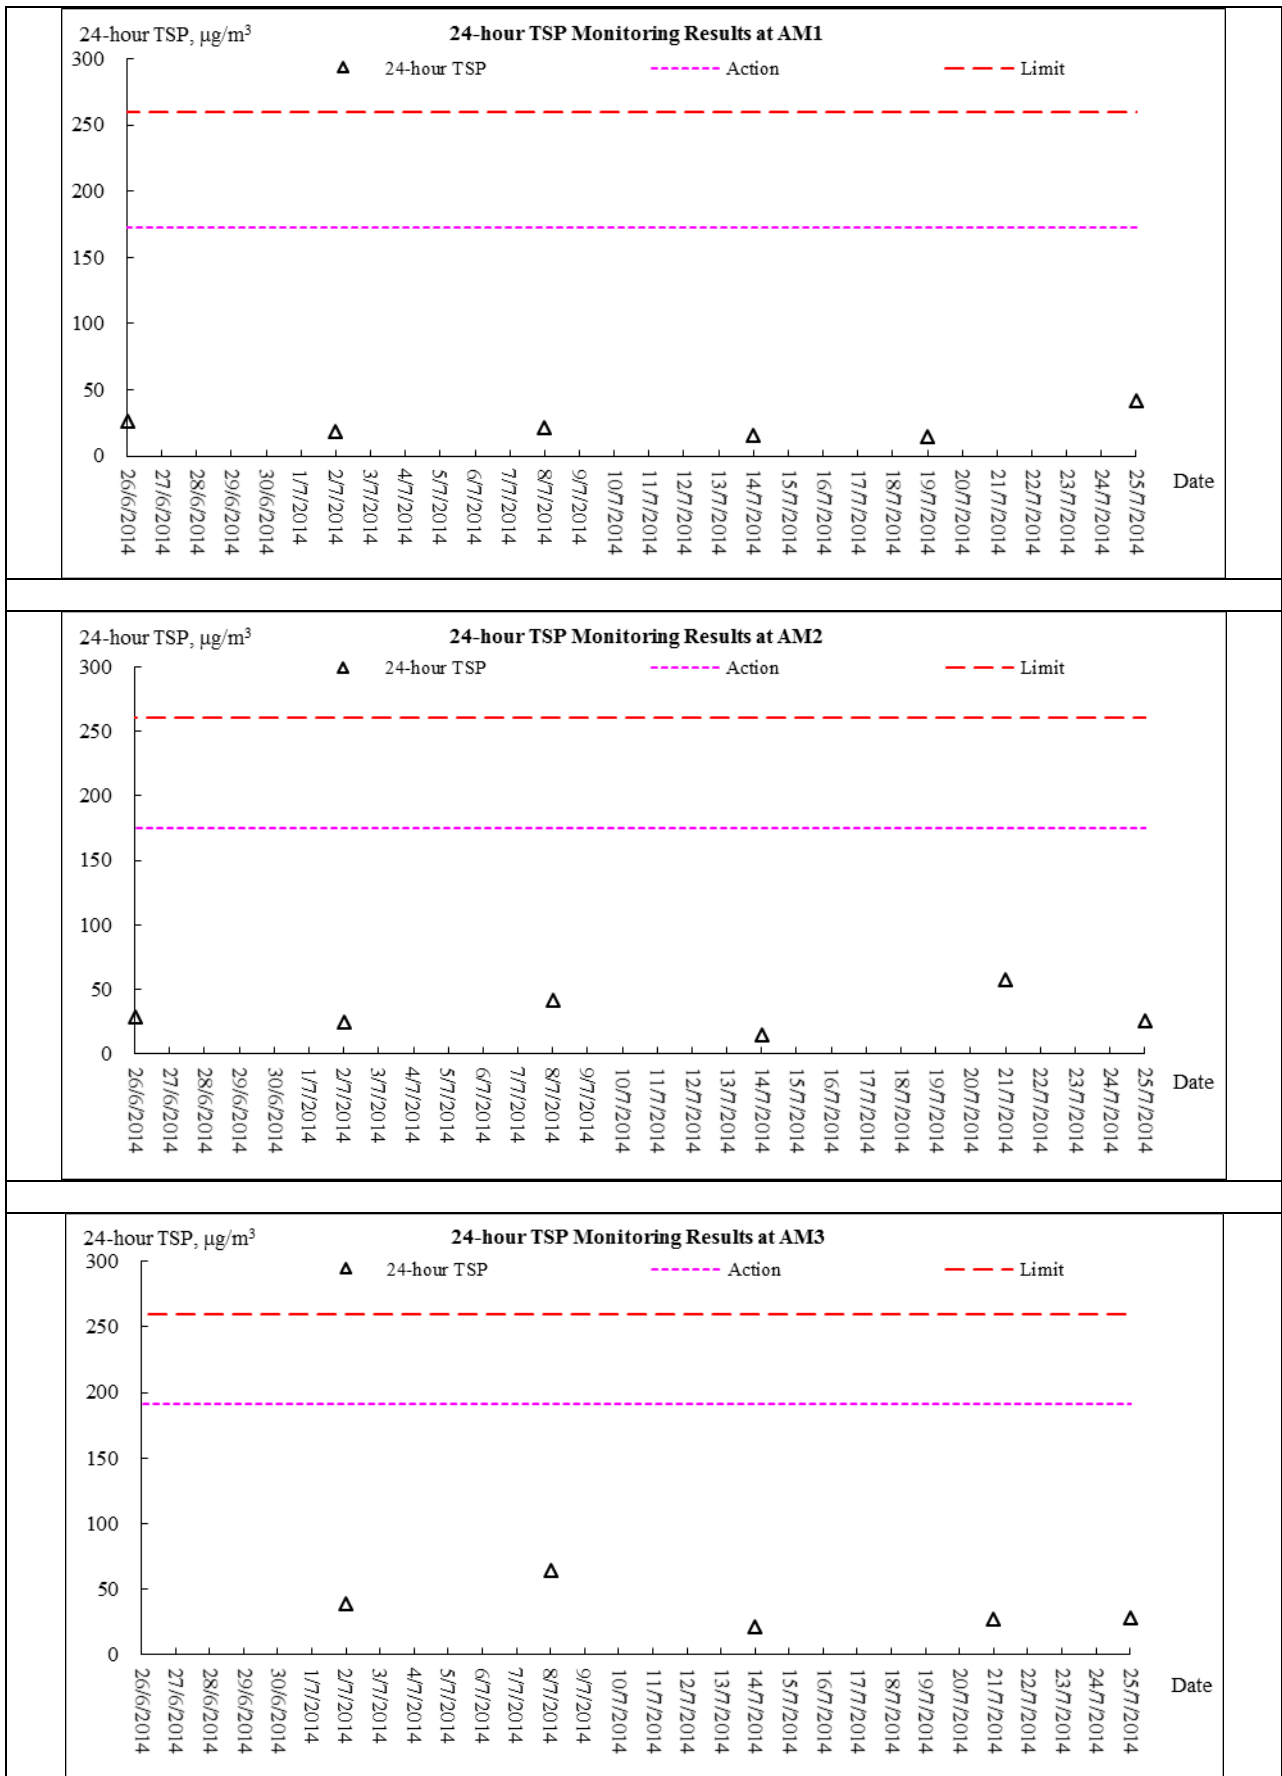 24-hour TSP, μg/m³
24-hour TSP Monitoring Results at AM1
24-hour TSP Action Limit
300
250
200
150
100
50
0
26/6/2014 27/6/2014 28/6/2014 29/6/2014 30/6/2014 1/7/2014 2/7/2014 3/7/2014 4/7/2014 5/7/2014 6/7/2014 7/7/2014 8/7/2014 9/7/2014 10/7/2014 11/7/2014 12/7/2014 13/7/2014 14/7/2014 15/7/2014 16/7/2014 17/7/2014 18/7/2014 19/7/2014 20/7/2014 21/7/2014 22/7/2014 23/7/2014 24/7/2014 25/7/2014
Date
24-hour TSP, μg/m³
24-hour TSP Monitoring Results at AM2
24-hour TSP Action Limit
300
250
200
150
100
50
0
26/6/2014 27/6/2014 28/6/2014 29/6/2014 30/6/2014 1/7/2014 2/7/2014 3/7/2014 4/7/2014 5/7/2014 6/7/2014 7/7/2014 8/7/2014 9/7/2014 10/7/2014 11/7/2014 12/7/2014 13/7/2014 14/7/2014 15/7/2014 16/7/2014 17/7/2014 18/7/2014 19/7/2014 20/7/2014 21/7/2014 22/7/2014 23/7/2014 24/7/2014 25/7/2014
Date
24-hour TSP, μg/m³
24-hour TSP Monitoring Results at AM3
24-hour TSP Action Limit
300
250
200
150
100
50
0
26/6/2014 27/6/2014 28/6/2014 29/6/2014 30/6/2014 1/7/2014 2/7/2014 3/7/2014 4/7/2014 5/7/2014 6/7/2014 7/7/2014 8/7/2014 9/7/2014 10/7/2014 11/7/2014 12/7/2014 13/7/2014 14/7/2014 15/7/2014 16/7/2014 17/7/2014 18/7/2014 19/7/2014 20/7/2014 21/7/2014 22/7/2014 23/7/2014 24/7/2014 25/7/2014
Date